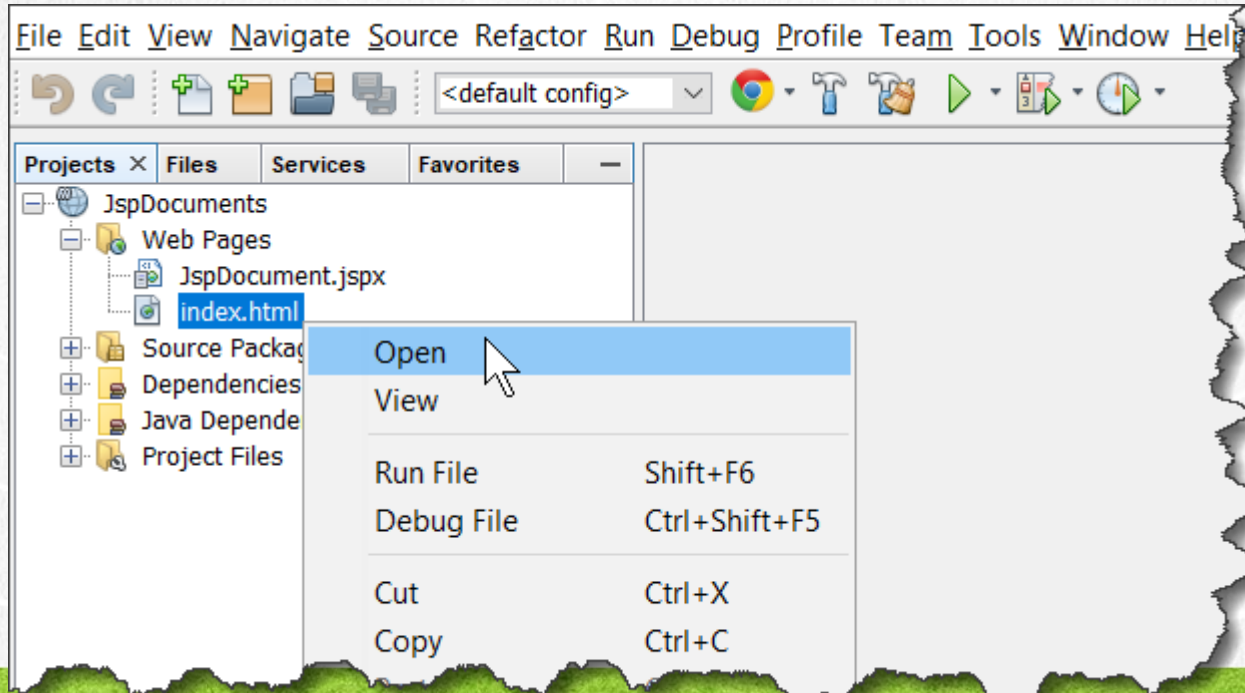 File Edit View Navigate Source Refactor Run Debug Profile Team Tools Window Help
<default config>
Projects Files Services Favorites
JspDocuments
Web Pages
JspDocument.jspx
index.html
Source Packag
Dependencies
Java Depende
Project Files
Open
View
Run File Shift+F6
Debug File Ctrl+Shift+F5
Cut Ctrl+X
Copy Ctrl+C